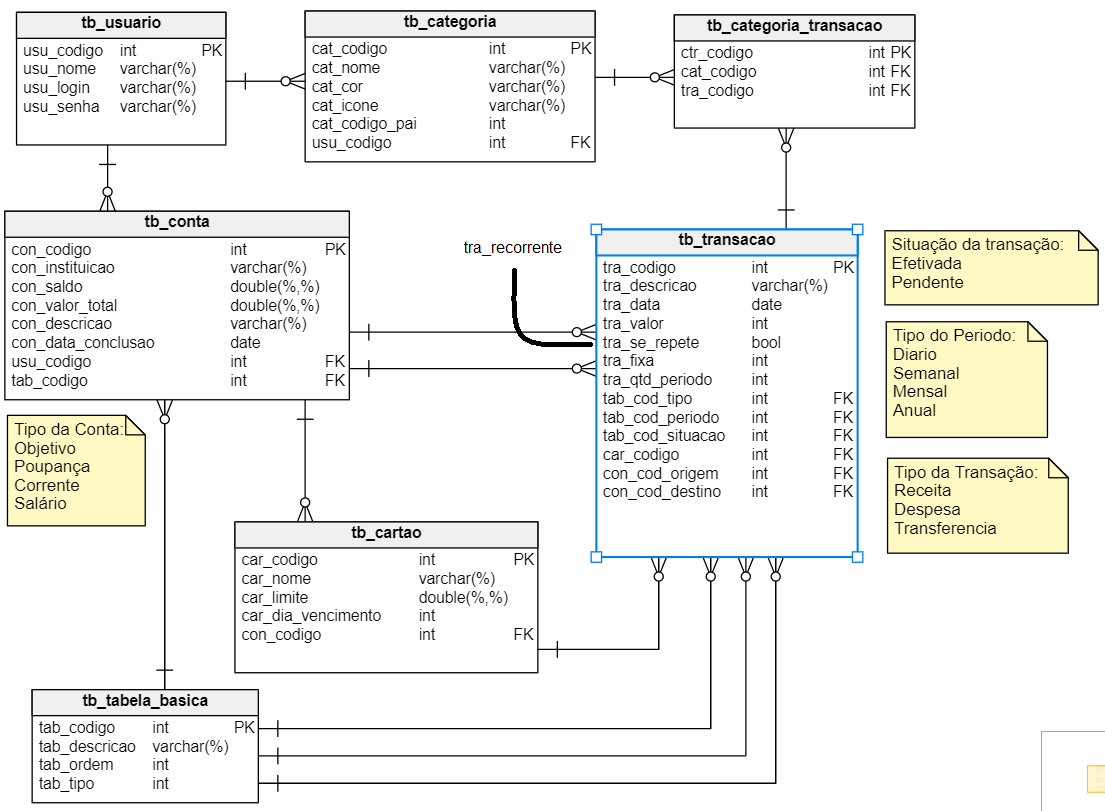 tb_usuario
usu_codigo int PK
usu_nome varchar(%)
usu_login varchar(%)
usu_senha varchar(%)
tb_categoria
cat_codigo int PK
cat_nome varchar(%)
cat_cor varchar(%)
cat_icone varchar(%)
cat_codigo_pai int
usu_codigo int FK
tb_categoria_transacao
ctr_codigo int PK
cat_codigo int FK
tra_codigo int FK
tb_conta
con_codigo int PK
con_instituicao varchar(%)
con_saldo double(%,%)
con_valor_total double(%,%)
con_descricao varchar(%)
con_data_conclusao date
usu_codigo int FK
tab_codigo int FK
tra_recorrente
tb_transacao
tra_codigo int PK
tra_descricao varchar(%)
tra_data date
tra_valor int
tra_se_repete bool
tra_fixa int
tra_qtd_periodo int
tab_cod_tipo int FK
tab_cod_periodo int FK
tab_cod_situacao int FK
car_codigo int FK
con_cod_origem int FK
con_cod_destino int FK
Situação da transação:
Efetivada
Pendente
Tipo do Periodo:
Diario
Semanal
Mensal
Anual
Tipo da Transação:
Receita
Despesa
Transferencia
Tipo da Conta:
Objetivo
Poupança
Corrente
Salário
tb_cartao
car_codigo int PK
car_nome varchar(%)
car_limite double(%,%)
car_dia_vencimento int
con_codigo int FK
tb_tabela_basica
tab_codigo int PK
tab_descricao varchar(%)
tab_ordem int
tab_tipo int